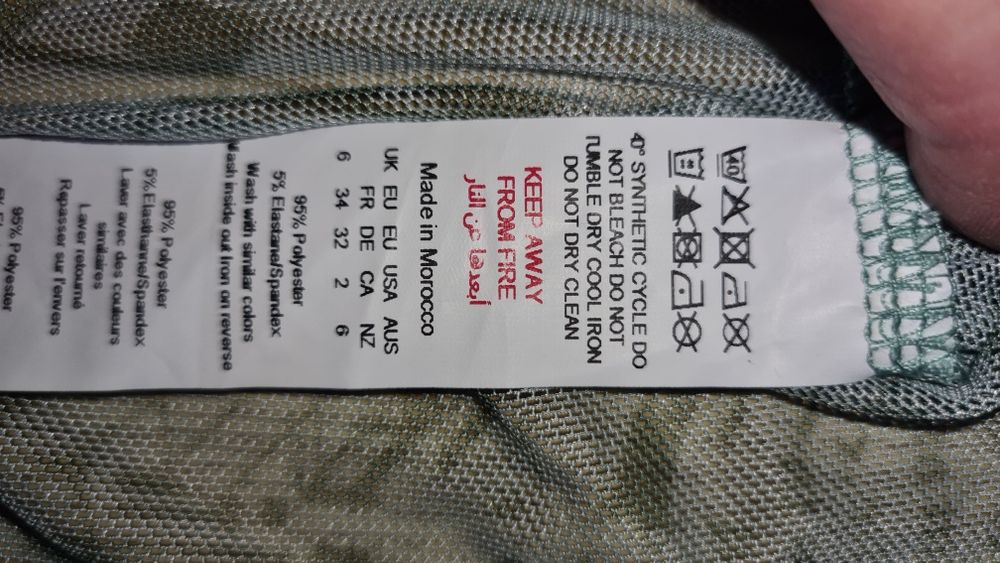 40
40° SYNTHETIC CYCLE DO
NOT BLEACH DO NOT
TUMBLE DRY COOL IRON
DO NOT DRY CLEAN
KEEP AWAY
FROM FIRE
أبعدها عن النار
Made in Morocco
UK EU EU USA AUS
FR DE CA NZ
6 34 32 2 6
95% Polyester
5% Elastane/Spandex
Wash with similar colors
Wash inside out Iron on reverse
95% Polyester
5% Elasthanne/Spandex
Laver avec des couleurs
similaires
Laver retourné
Repasser sur l'envers
95% Polyester